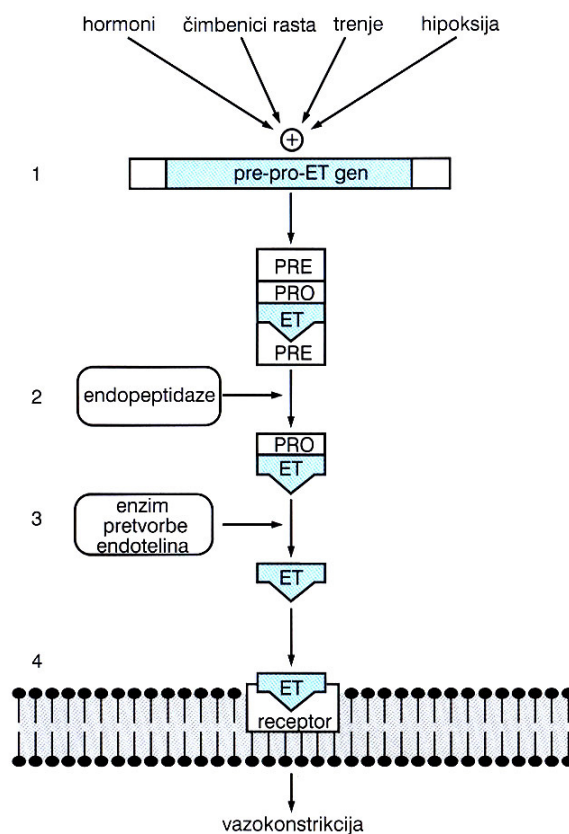 hormoni čimbenici rasta trenje hipoksija
+
1 pre-pro-ET gen
PRE
PRO
ET
PRE
2 endopeptidaze
PRO
ET
3 enzim
pretvorbe
endotelina
ET
4
ET
receptor
vazokonstrikcija